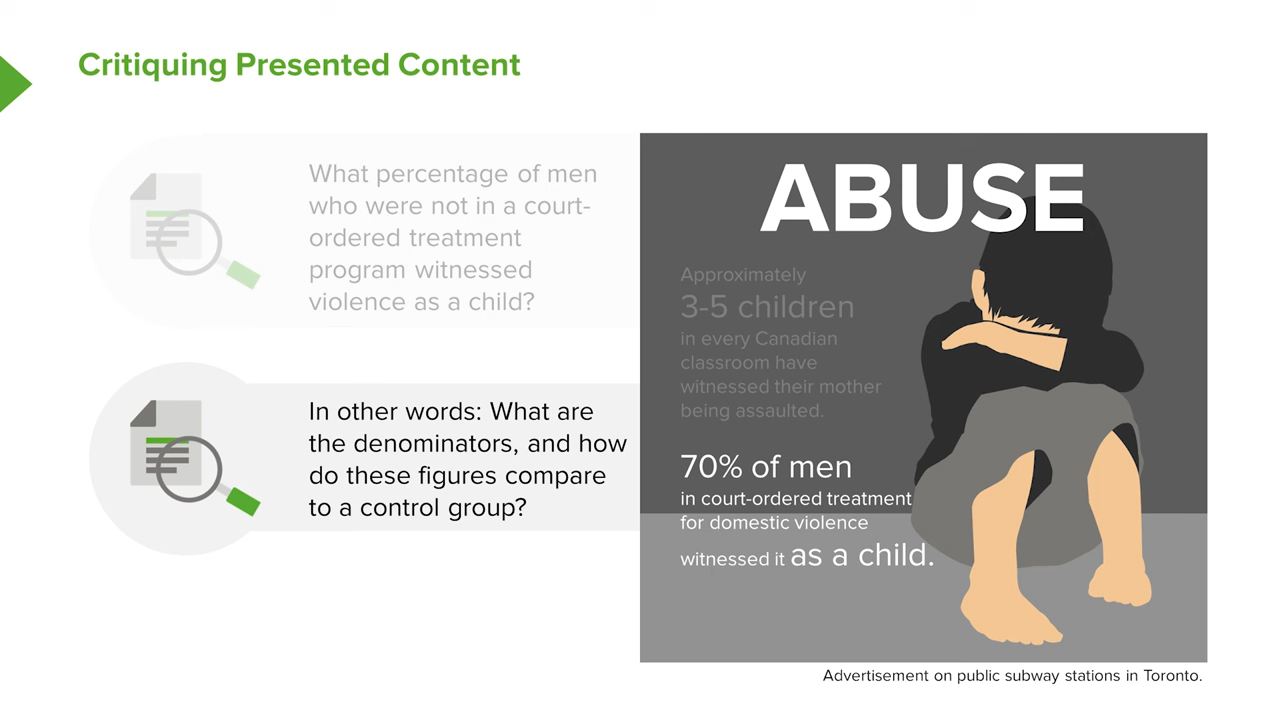 Critiquing Presented Content
What percentage of men
who were not in a court-
ordered treatment
program witnessed
violence as a child?
In other words: What are
the denominators, and how
do these figures compare
to a control group?
ABUSE
Approximately
3-5 children
in every Canadian
classroom have
witnessed their mother
being assaulted.
70% of men
in court-ordered treatment
for domestic violence
witnessed it as a child.
Advertisement on public subway stations in Toronto.